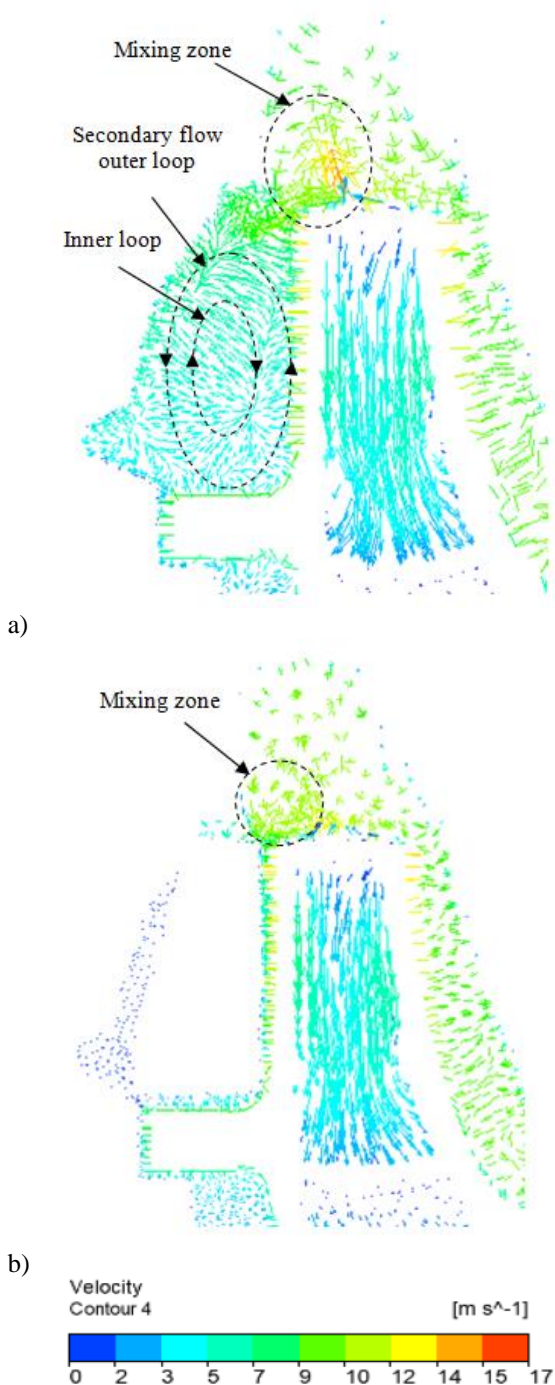 Mixing zone
Secondary flow
outer loop
Inner loop
a)
Mixing zone
b)
Velocity
Contour 4
[m s^-1]
0 2 3 5 7 9 10 12 14 15 17